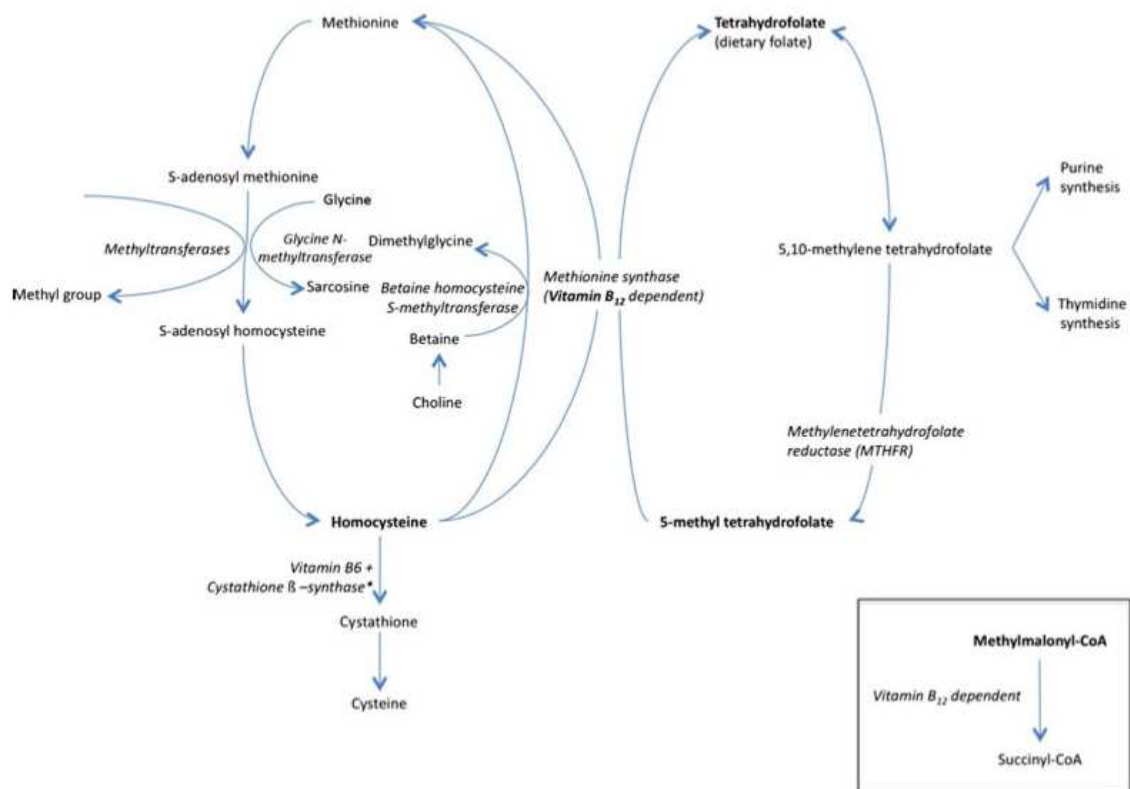 Methionine
Tetrahydrofolate
(dietary folate)
S-adenosyl methionine
Glycine
Purine
synthesis
Methyltransferases
Glycine N-
methyltransferase
Dimethylglycine
5,10-methylene tetrahydrofolate
Methyl group
Sarcosine
Betaine homocysteine
S-methyltransferase
Methionine synthase
(Vitamin B12 dependent)
Thymidine
synthesis
S-adenosyl homocysteine
Betaine
Choline
Methylenetetrahydrofolate
reductase (MTHFR)
Homocysteine
5-methyl tetrahydrofolate
Vitamin B6 +
Cystathione ß –synthase*
Cystathione
Cysteine
Methylmalonyl-CoA
Vitamin B12 dependent
Succinyl-CoA